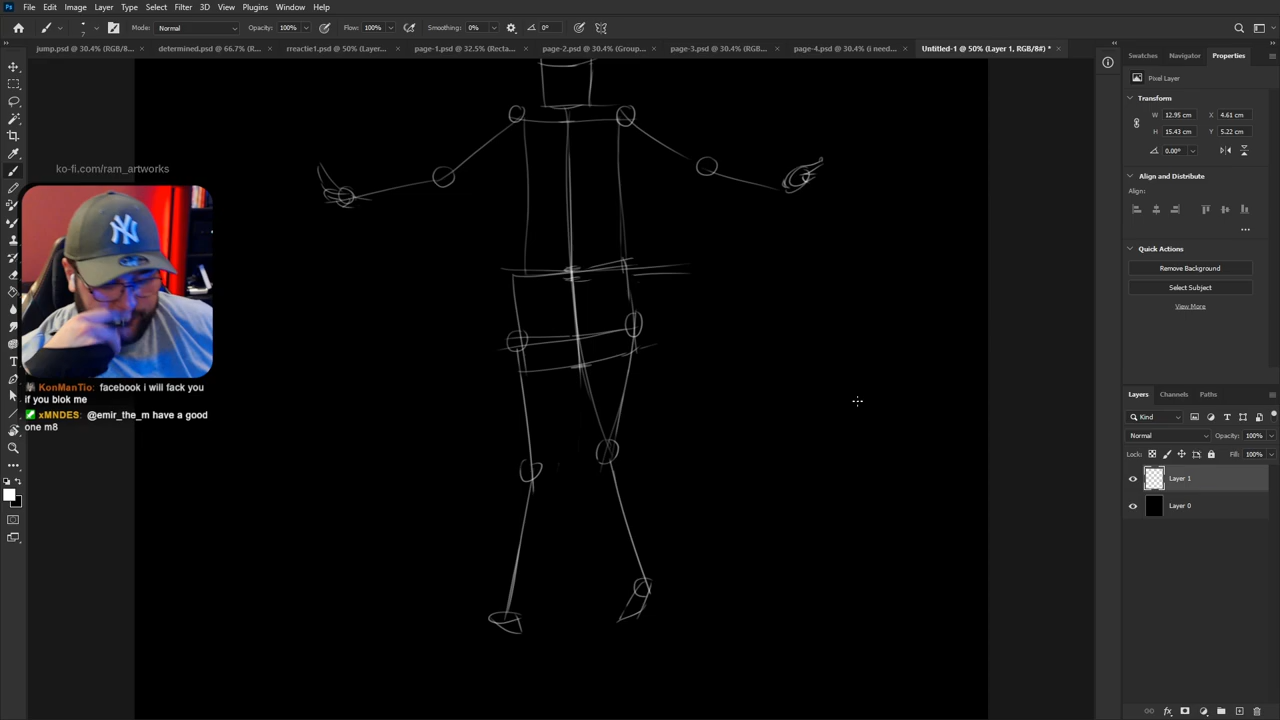 File Edit Image Layer Type Select Filter 3D View Plugins Window Help
Mode: Normal Opacity: 100% Flow: 100% Smoothing: 0% 0°
jump.psd @ 30.4% (RGB/8... determined.psd @ 66.7% (R... rreactie1.psd @ 50% (Layer... page-1.psd @ 32.5% (Recta... page-2.psd @ 30.4% (Group... page-3.psd @ 30.4% (RGB... page-4.psd @ 30.4% (i need... Untitled-1 @ 50% (Layer 1, RGB/8#) *
ko-fi.com/ram_artworks
KonManTio: facebook i will fack you
if you blok me
xMNDES: @emir_the_m have a good
one m8
Swatches Navigator Properties
Pixel Layer
Transform
W 12.95 cm X 4.61 cm
H 15.43 cm Y 5.22 cm
0.00°
Align and Distribute
Align:
Quick Actions
Remove Background
Select Subject
View More
Layers Channels Paths
Kind
Normal Opacity: 100%
Lock: Fill: 100%
Layer 1
Layer 0